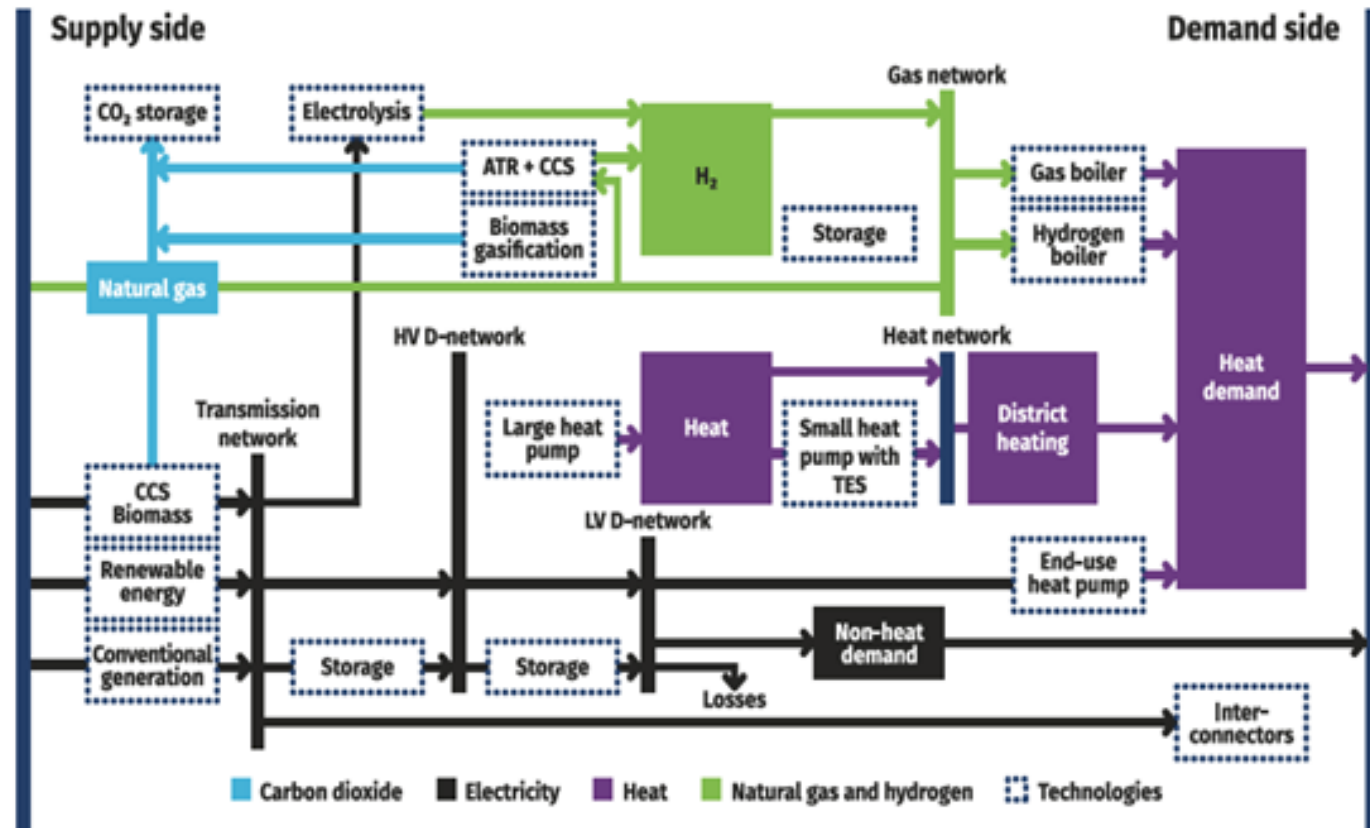 Supply side
Demand side
Gas network
CO₂ storage
Electrolysis
ATR + CCS
H₂
Gas boiler
Biomass
gasification
Storage
Hydrogen
boiler
Natural gas
HV D-network
Heat network
Heat
demand
Transmission
network
Large heat
pump
Heat
Small heat
pump with
TES
District
heating
CCS
Biomass
LV D-network
Renewable
energy
End-use
heat pump
Conventional
generation
Storage
Storage
Non-heat
demand
Losses
Inter-
connectors
Carbon dioxide
Electricity
Heat
Natural gas and hydrogen
Technologies